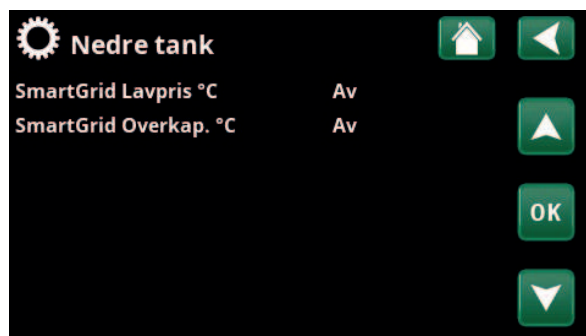 Nedre tank
SmartGrid Lavpris °C Av
SmartGrid Overkap. °C Av
OK